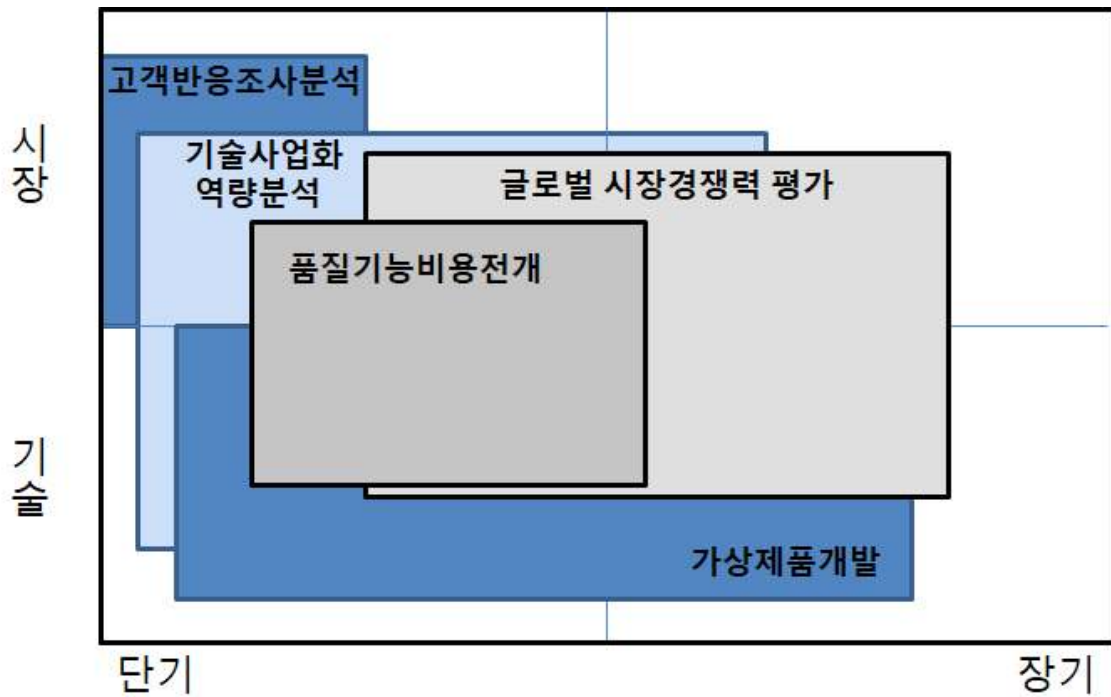 고객반응조사분석
시장
기술사업화
역량분석
글로벌 시장경쟁력 평가
품질기능비용전개
기술
가상제품개발
단기
장기